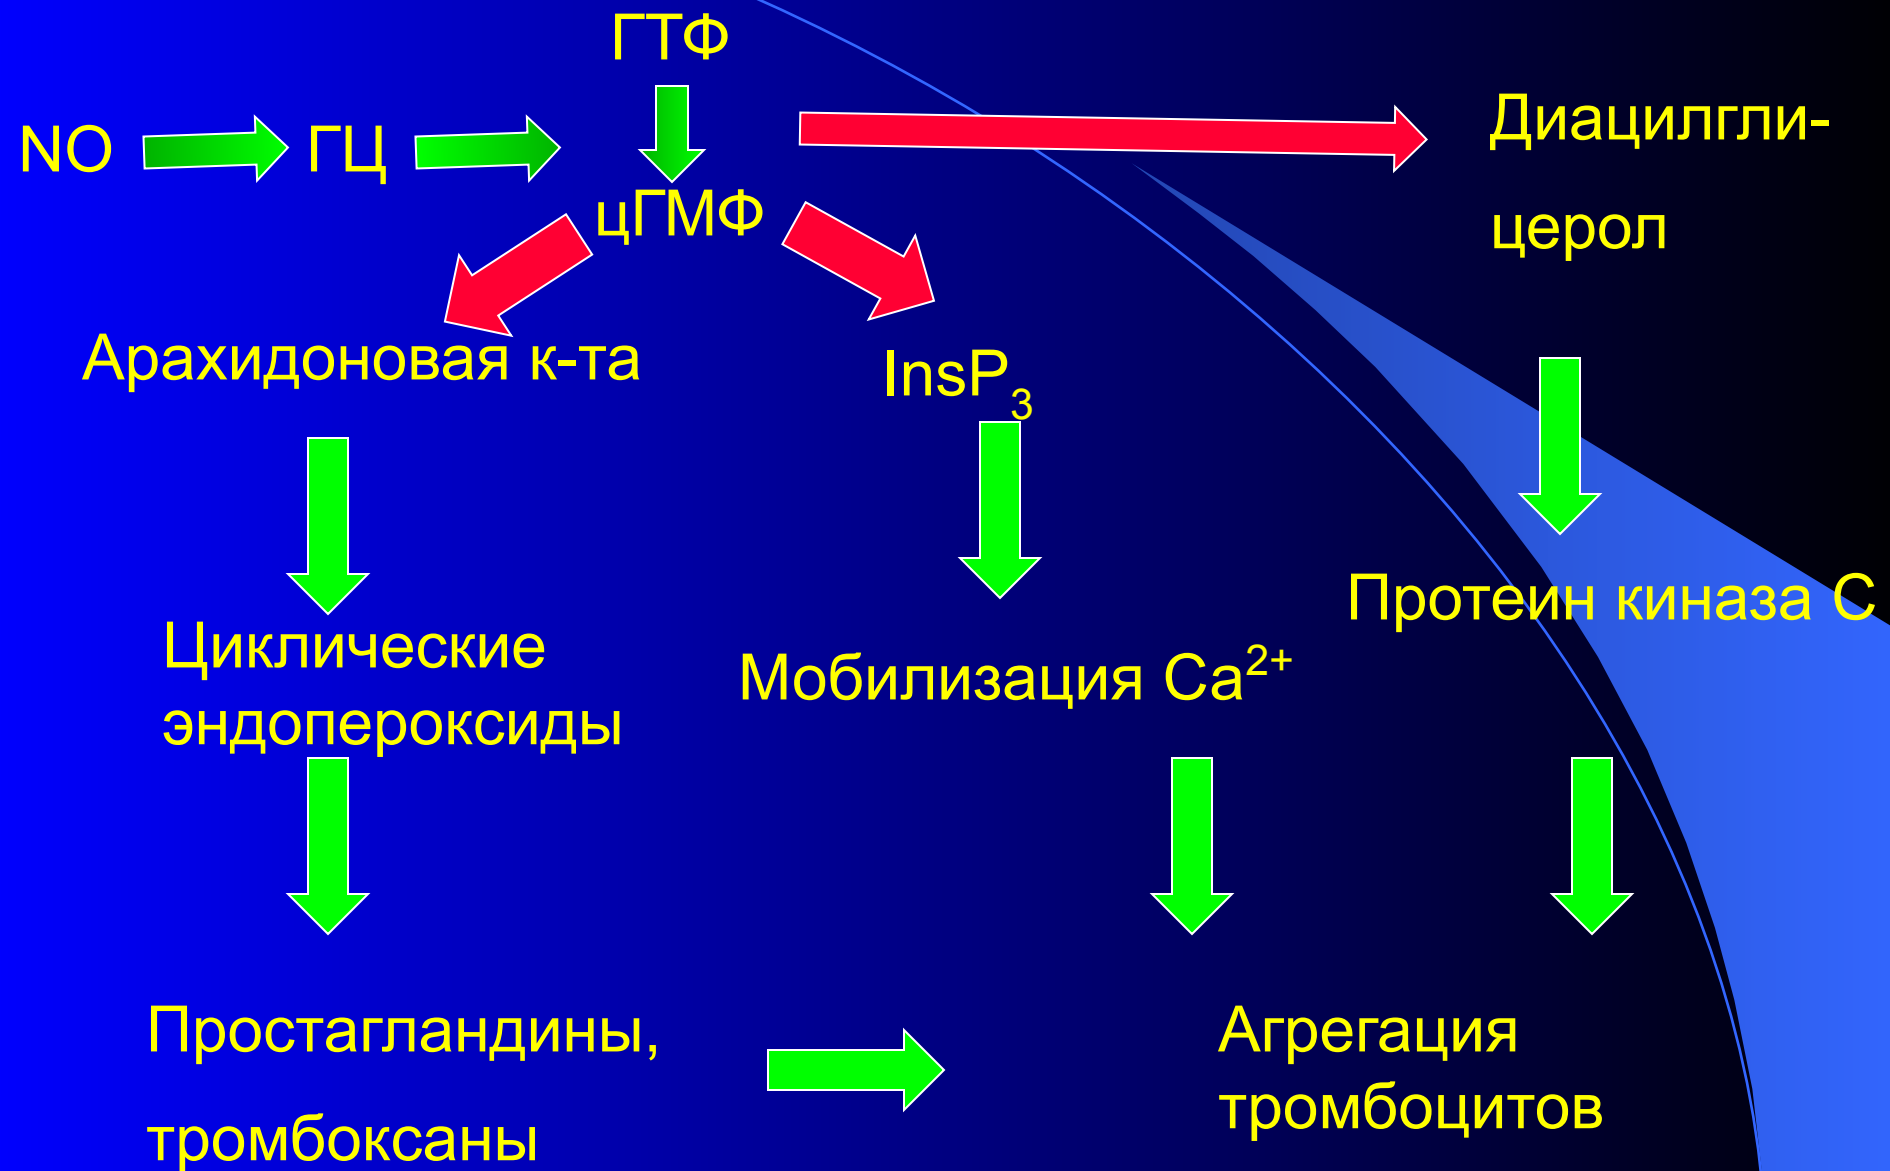 ГТФ
NO
ГЦ
цГМФ
Диацилгли-
церол
Арахидоновая к-та
InsP₃
Циклические
эндопероксиды
Мобилизация Ca²⁺
Протеин киназа С
Простагландины,
тромбоксаны
Агрегация
тромбоцитов